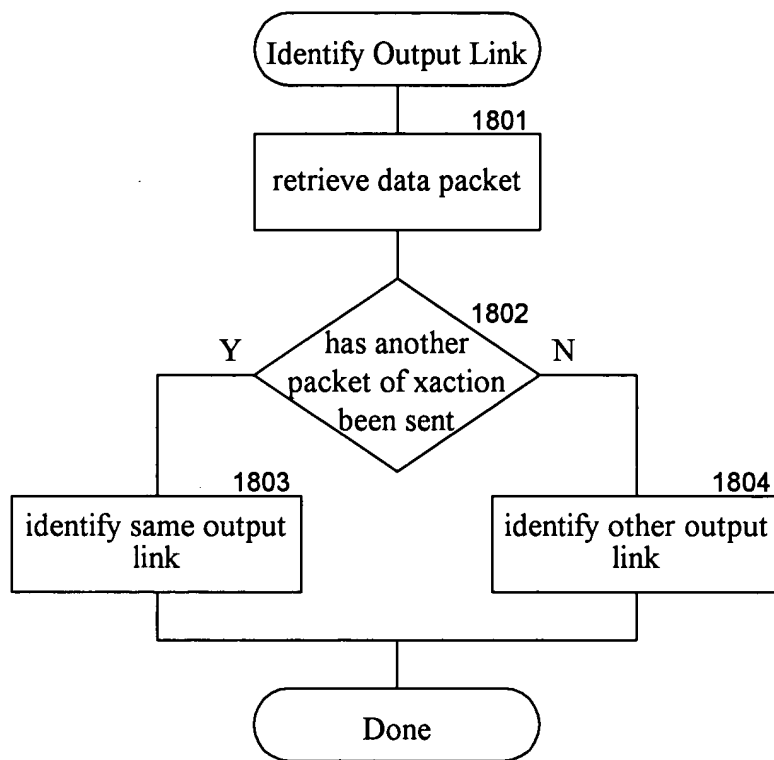 Identify Output Link
1801
retrieve data packet
1802
has another
packet of xaction
been sent
Y
N
1803
identify same output
link
1804
identify other output
link
Done